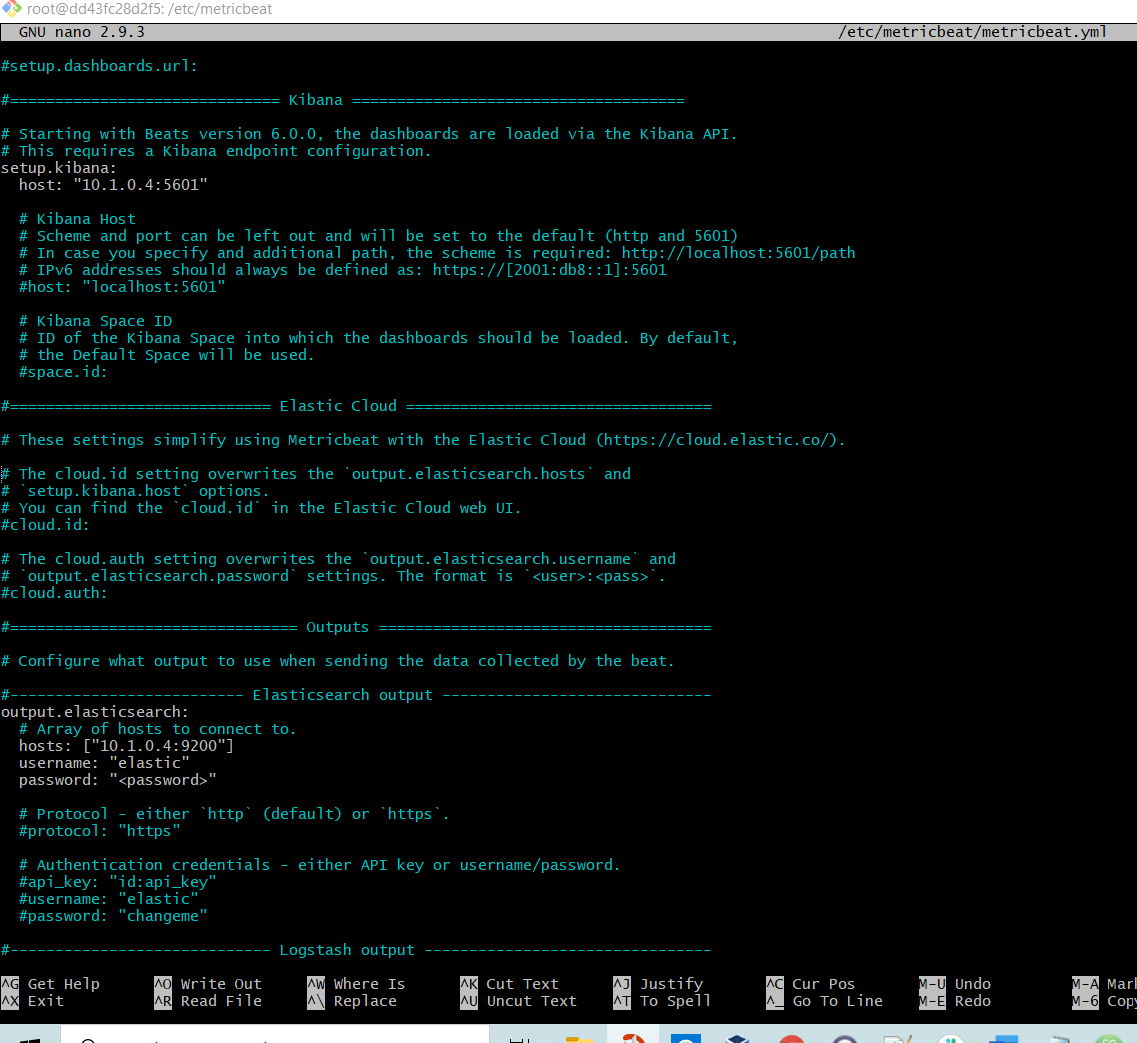 root@dd43fc28d2f5: /etc/metricbeat
GNU nano 2.9.3 /etc/metricbeat/metricbeat.yml
#setup.dashboards.url:
#============================== Kibana =====================================
# Starting with Beats version 6.0.0, the dashboards are loaded via the Kibana API.
# This requires a Kibana endpoint configuration.
setup.kibana:
  host: "10.1.0.4:5601"
  # Kibana Host
  # Scheme and port can be left out and will be set to the default (http and 5601)
  # In case you specify and additional path, the scheme is required: http://localhost:5601/path
  # IPv6 addresses should always be defined as: https://[2001:db8::1]:5601
  #host: "localhost:5601"
  # Kibana Space ID
  # ID of the Kibana Space into which the dashboards should be loaded. By default,
  # the Default Space will be used.
  #space.id:
#============================= Elastic Cloud ==================================
# These settings simplify using Metricbeat with the Elastic Cloud (https://cloud.elastic.co/).
# The cloud.id setting overwrites the `output.elasticsearch.hosts` and
# `setup.kibana.host` options.
# You can find the `cloud.id` in the Elastic Cloud web UI.
#cloud.id:
# The cloud.auth setting overwrites the `output.elasticsearch.username` and
# `output.elasticsearch.password` settings. The format is `<user>:<pass>`.
#cloud.auth:
#================================ Outputs =====================================
# Configure what output to use when sending the data collected by the beat.
#-------------------------- Elasticsearch output ------------------------------
output.elasticsearch:
  # Array of hosts to connect to.
  hosts: ["10.1.0.4:9200"]
  username: "elastic"
  password: "<password>"
  # Protocol - either `http` (default) or `https`.
  #protocol: "https"
  # Authentication credentials - either API key or username/password.
  #api_key: "id:api_key"
  #username: "elastic"
  #password: "changeme"
#----------------------------- Logstash output --------------------------------
^G Get Help ^O Write Out ^W Where Is ^K Cut Text ^J Justify ^C Cur Pos M-U Undo M-A Mar
^X Exit ^R Read File ^\ Replace ^U Uncut Text ^T To Spell ^_ Go To Line M-E Redo M-6 Copy